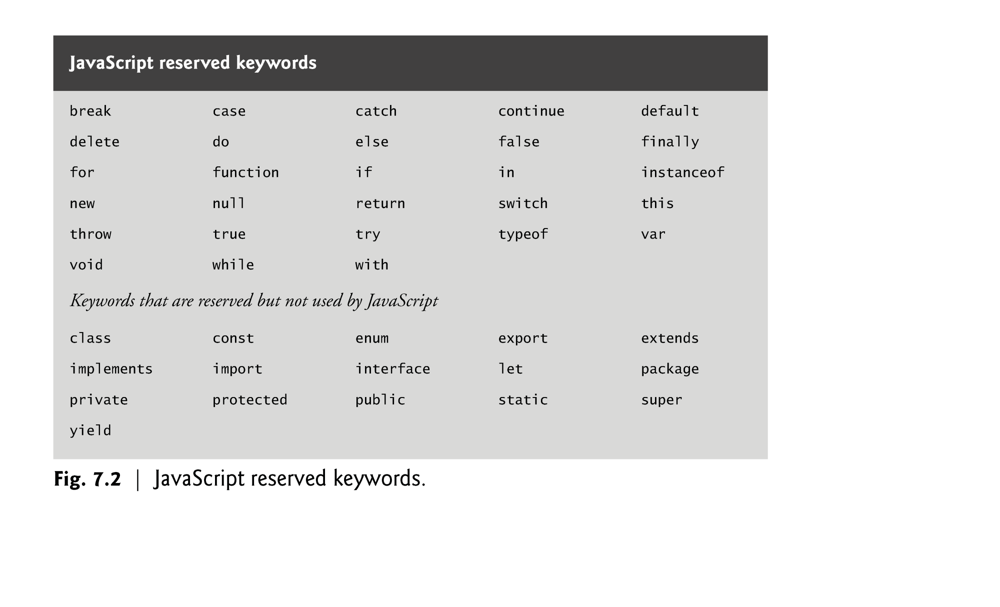 JavaScript reserved keywords
break case catch continue default
delete do else false finally
for function if in instanceof
new null return switch this
throw true try typeof var
void while with
Keywords that are reserved but not used by JavaScript
class const enum export extends
implements import interface let package
private protected public static super
yield
Fig. 7.2 | JavaScript reserved keywords.